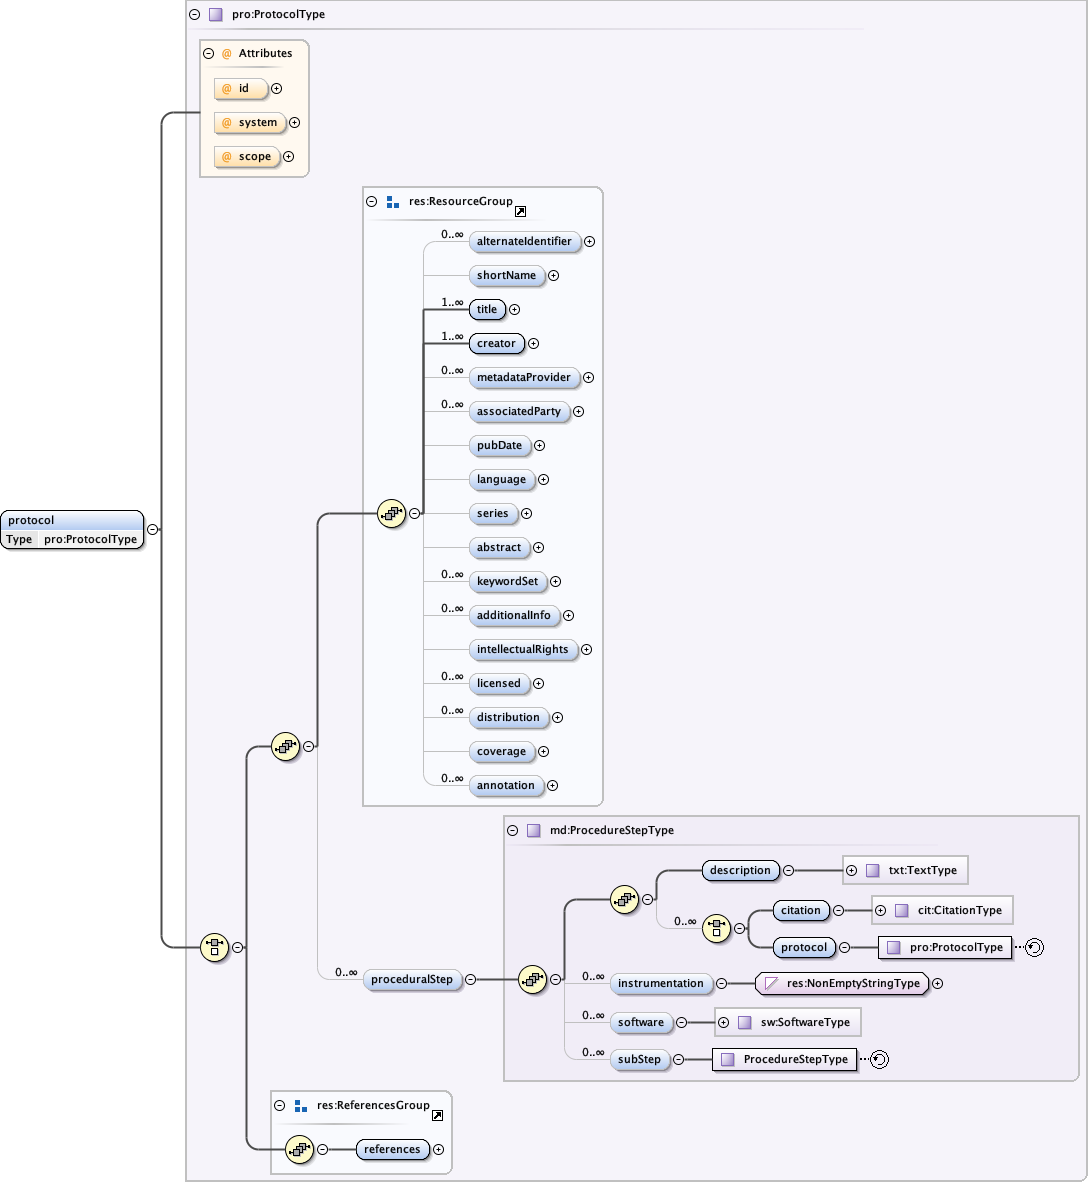 pro:ProtocolType
@ Attributes
@ id
@ system
@ scope
res:ResourceGroup
0..∞ alternateIdentifier
shortName
1..∞ title
1..∞ creator
0..∞ metadataProvider
0..∞ associatedParty
pubDate
language
series
abstract
0..∞ keywordSet
0..∞ additionalInfo
intellectualRights
0..∞ licensed
0..∞ distribution
coverage
0..∞ annotation
protocol
Type pro:ProtocolType
md:ProcedureStepType
description txt:TextType
0..∞ citation cit:CitationType
protocol pro:ProtocolType
0..∞ proceduralStep
0..∞ instrumentation res:NonEmptyStringType
0..∞ software sw:SoftwareType
0..∞ subStep ProcedureStepType
res:ReferencesGroup
references